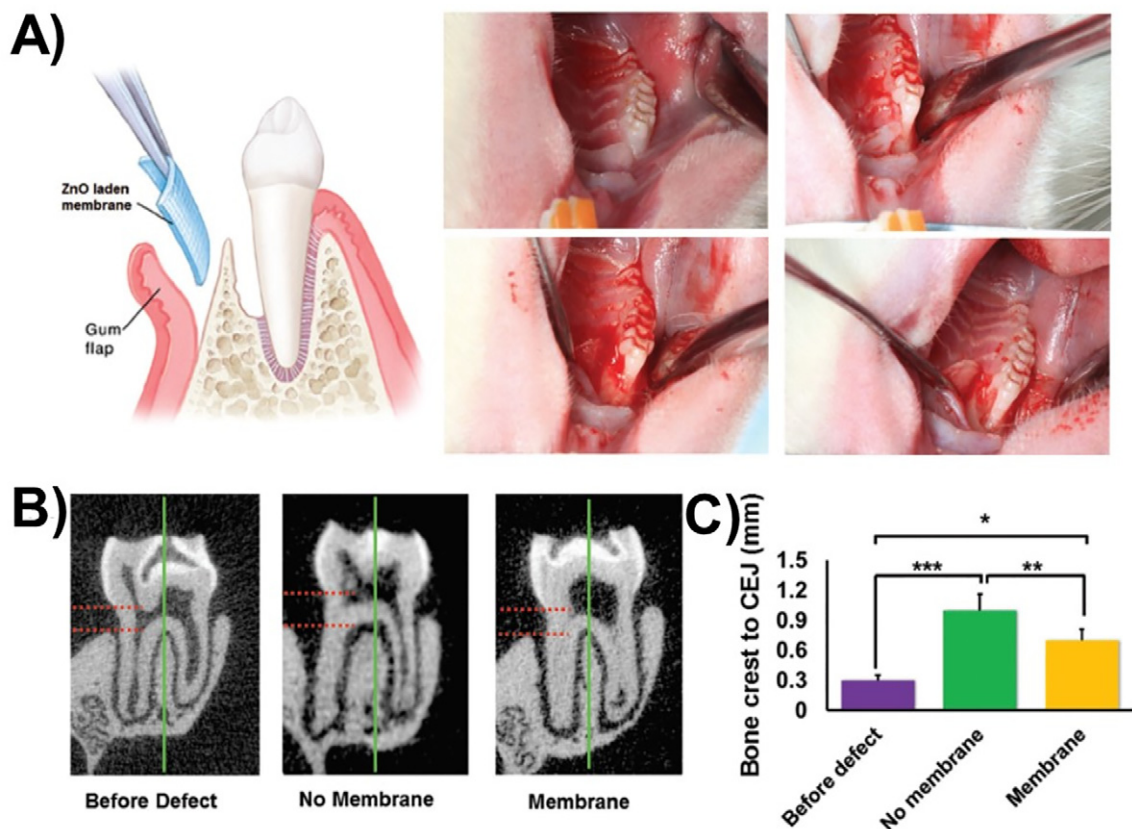 A)
ZnO laden
membrane
Gum
flap
B)
Before Defect
No Membrane
Membrane
C)
Bone crest to CEJ (mm)
1.5
1.2
0.9
0.6
0.3
0
*
***
**
Before defect
No membrane
Membrane